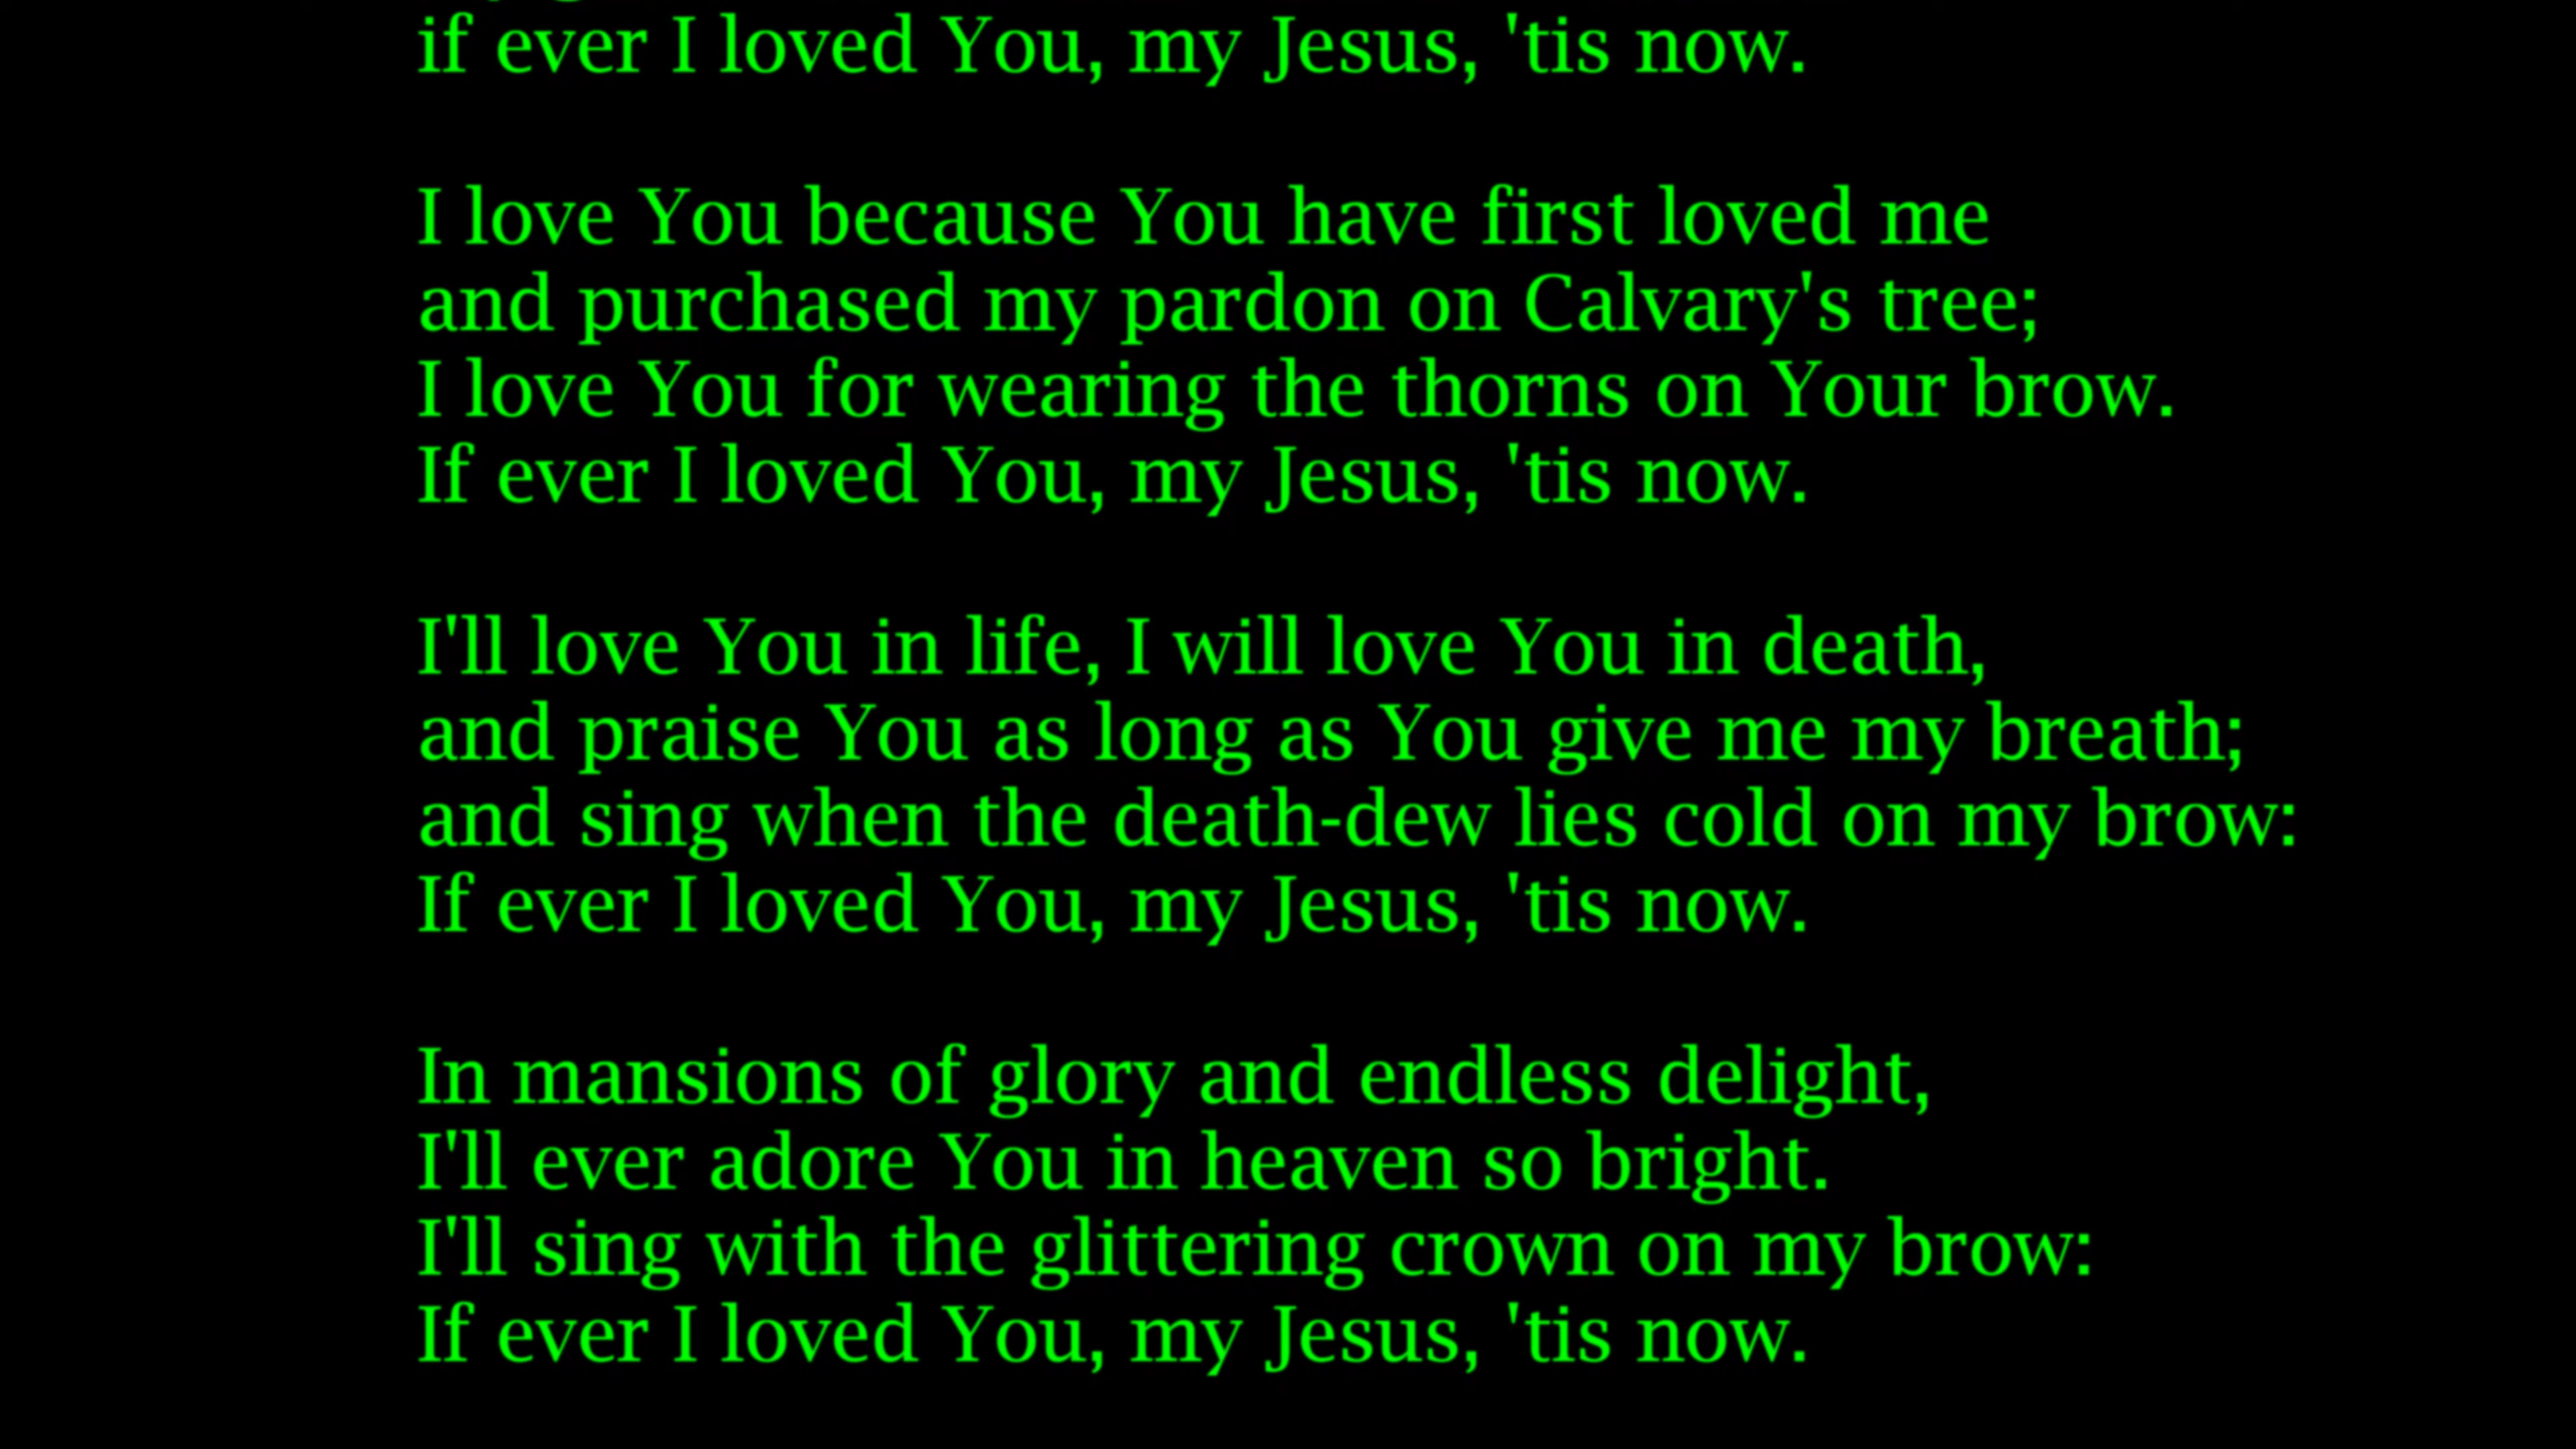 if ever I loved You, my Jesus, 'tis now.
I love You because You have first loved me
and purchased my pardon on Calvary's tree;
I love You for wearing the thorns on Your brow.
If ever I loved You, my Jesus, 'tis now.
I'll love You in life, I will love You in death,
and praise You as long as You give me my breath;
and sing when the death-dew lies cold on my brow:
If ever I loved You, my Jesus, 'tis now.
In mansions of glory and endless delight,
I'll ever adore You in heaven so bright.
I'll sing with the glittering crown on my brow:
If ever I loved You, my Jesus, 'tis now.